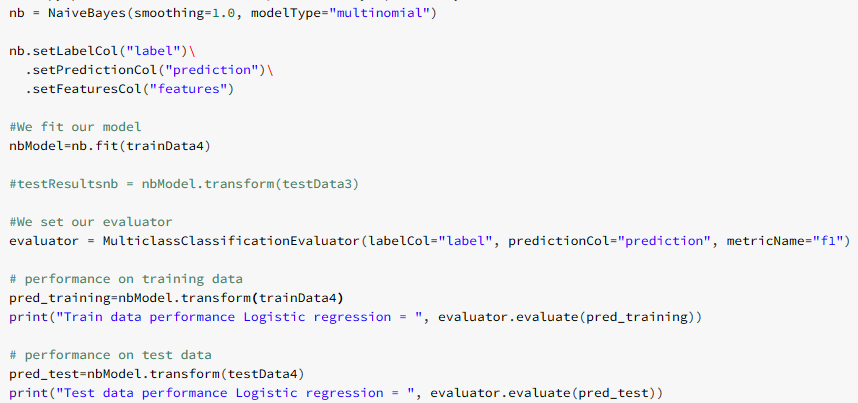 nb = NaiveBayes(smoothing=1.0, modelType="multinomial")
nb.setLabelCol("label")\
.setPredictionCol("prediction")\
.setFeaturesCol("features")
#We fit our model
nbModel=nb.fit(trainData4)
#testResultsnb = nbModel.transform(testData3)
#We set our evaluator
evaluator = MulticlassClassificationEvaluator(labelCol="label", predictionCol="prediction", metricName="f1")
# performance on training data
pred_training=nbModel.transform(trainData4)
print("Train data performance Logistic regression = ", evaluator.evaluate(pred_training))
# performance on test data
pred_test=nbModel.transform(testData4)
print("Test data performance Logistic regression = ", evaluator.evaluate(pred_test))